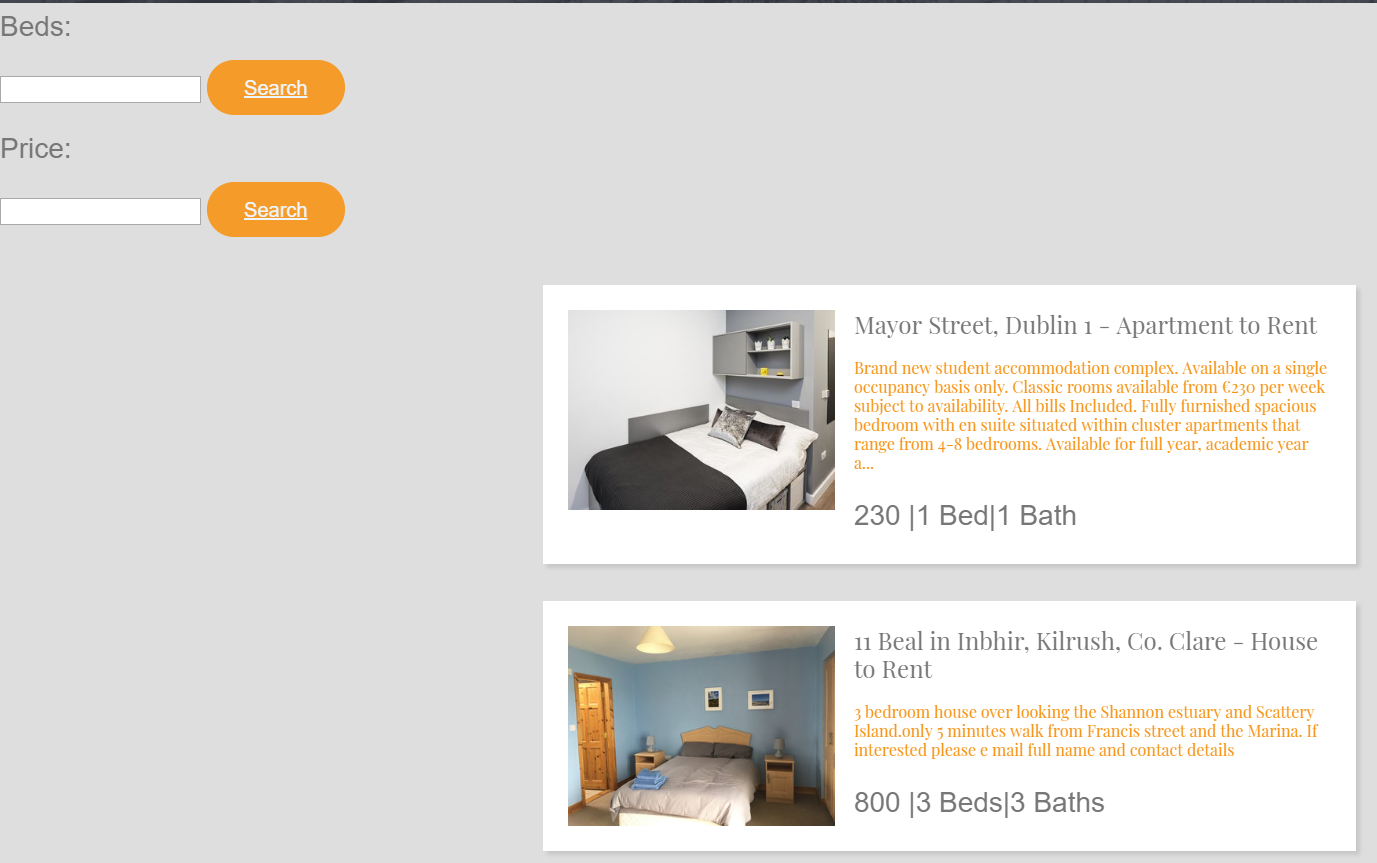 Beds:
Search
Price:
Search
Mayor Street, Dublin 1 - Apartment to Rent
Brand new student accommodation complex. Available on a single
occupancy basis only. Classic rooms available from €230 per week
subject to availability. All bills Included. Fully furnished spacious
bedroom with en suite situated within cluster apartments that
range from 4-8 bedrooms. Available for full year, academic year
a...
230 |1 Bed|1 Bath
11 Beal in Inbhir, Kilrush, Co. Clare - House
to Rent
3 bedroom house over looking the Shannon estuary and Scattery
Island.only 5 minutes walk from Francis street and the Marina. If
interested please e mail full name and contact details
800 |3 Beds|3 Baths